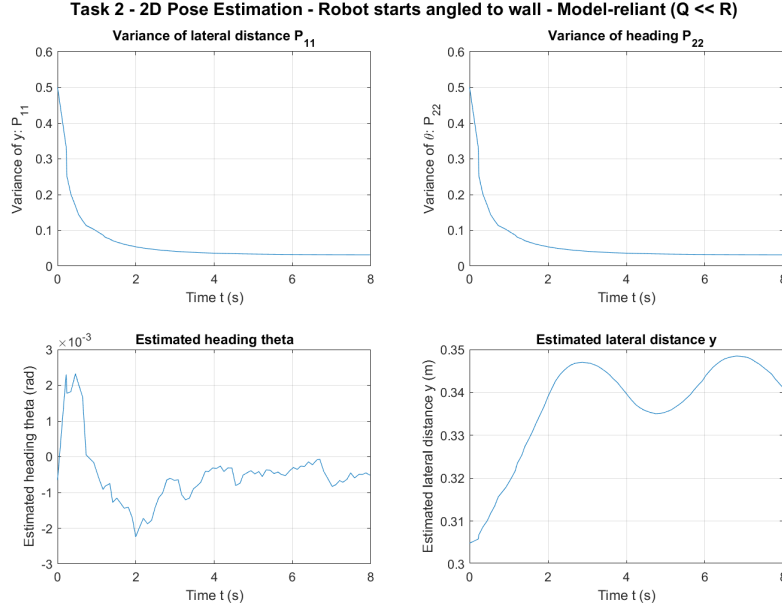 Task 2 - 2D Pose Estimation - Robot starts angled to wall - Model-reliant (Q << R)
Variance of lateral distance P_11
0.6
0.5
0.4
0.3
0.2
0.1
0
Variance of y: P_11
0 2 4 6 8
Time t (s)
Variance of heading P_22
0.6
0.5
0.4
0.3
0.2
0.1
0
Variance of θ: P_22
0 2 4 6 8
Time t (s)
Estimated heading theta
×10^-3
3
2
1
0
-1
-2
-3
Estimated heading theta (rad)
0 2 4 6 8
Time t (s)
Estimated lateral distance y
0.35
0.34
0.33
0.32
0.31
0.3
Estimated lateral distance y (m)
0 2 4 6 8
Time t (s)